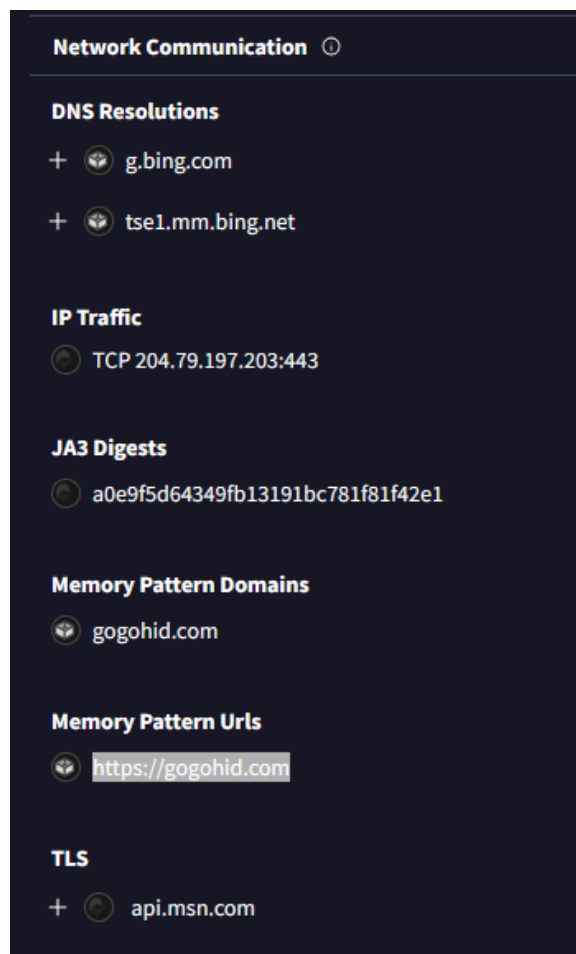 Network Communication
DNS Resolutions
+ g.bing.com
+ tse1.mm.bing.net
IP Traffic
TCP 204.79.197.203:443
JA3 Digests
a0e9f5d64349fb13191bc781f81f42e1
Memory Pattern Domains
gogohid.com
Memory Pattern Urls
https://gogohid.com
TLS
+ api.msn.com